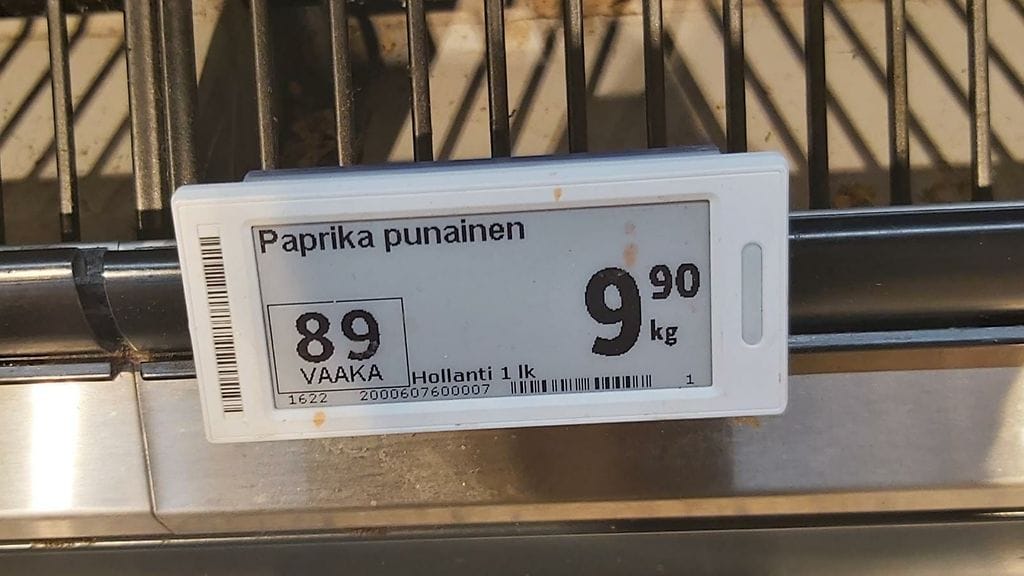 Paprika punainen
9 90
kg
89
VAAKA
Hollanti 1 lk
1622 2000607600007 1